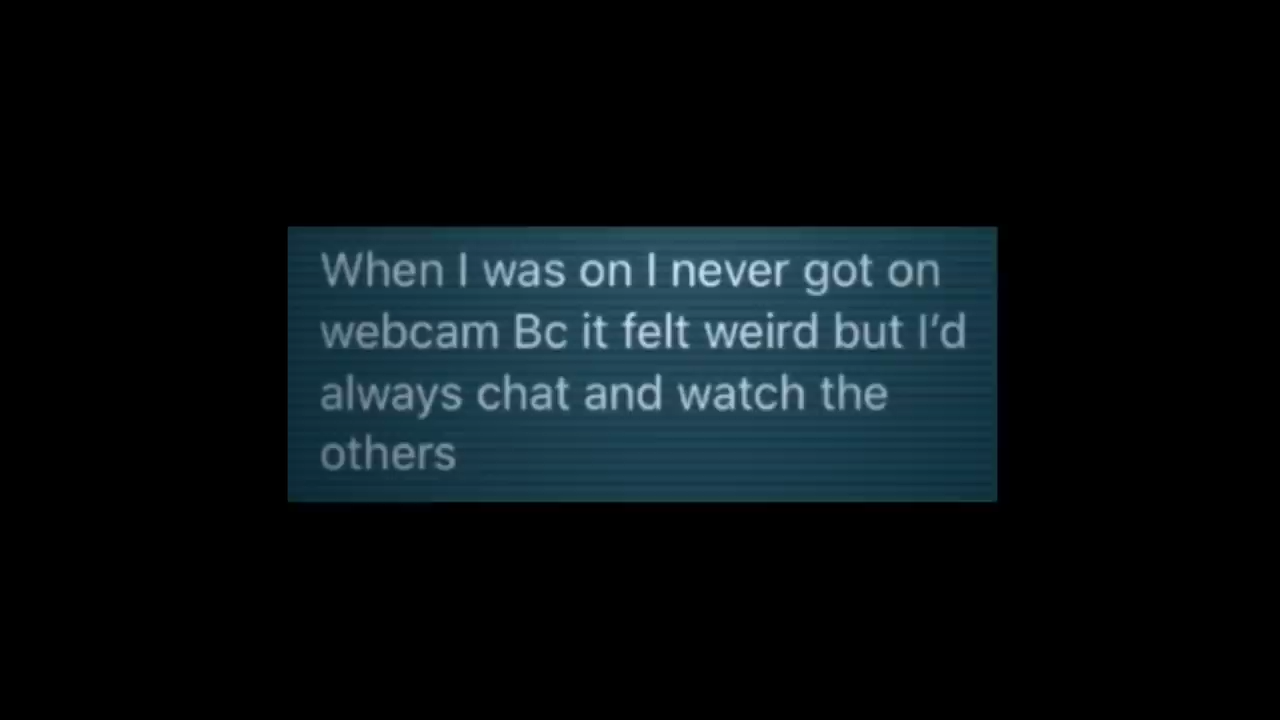 When I was on I never got on
webcam Bc it felt weird but I’d
always chat and watch the
others